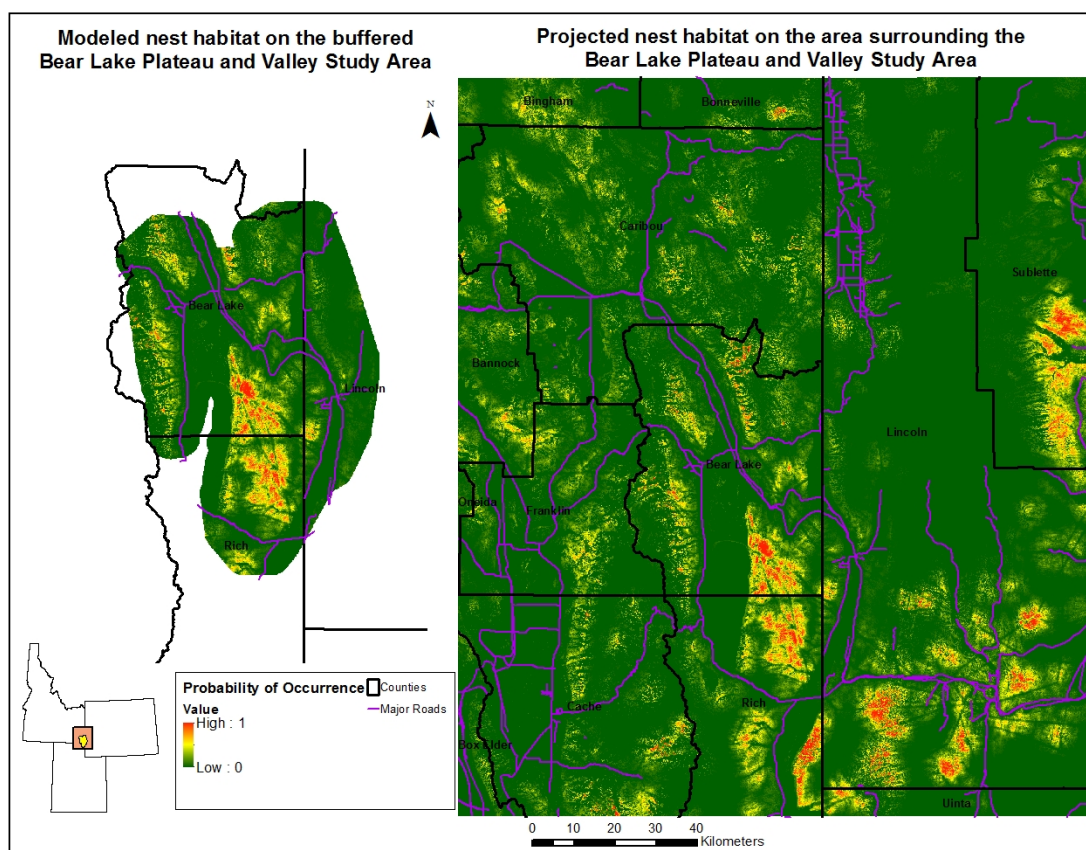 Modeled nest habitat on the buffered
Bear Lake Plateau and Valley Study Area
N
Bear Lake
Lincoln
Rich
Probability of Occurrence
Value
High : 1
Low : 0
Counties
Major Roads
Projected nest habitat on the area surrounding the
Bear Lake Plateau and Valley Study Area
Bingham
Bonneville
Caribou
Sublette
Bannock
Lincoln
Bear Lake
Oneida
Franklin
Cache
Rich
Box Elder
Uinta
0 10 20 30 40
Kilometers